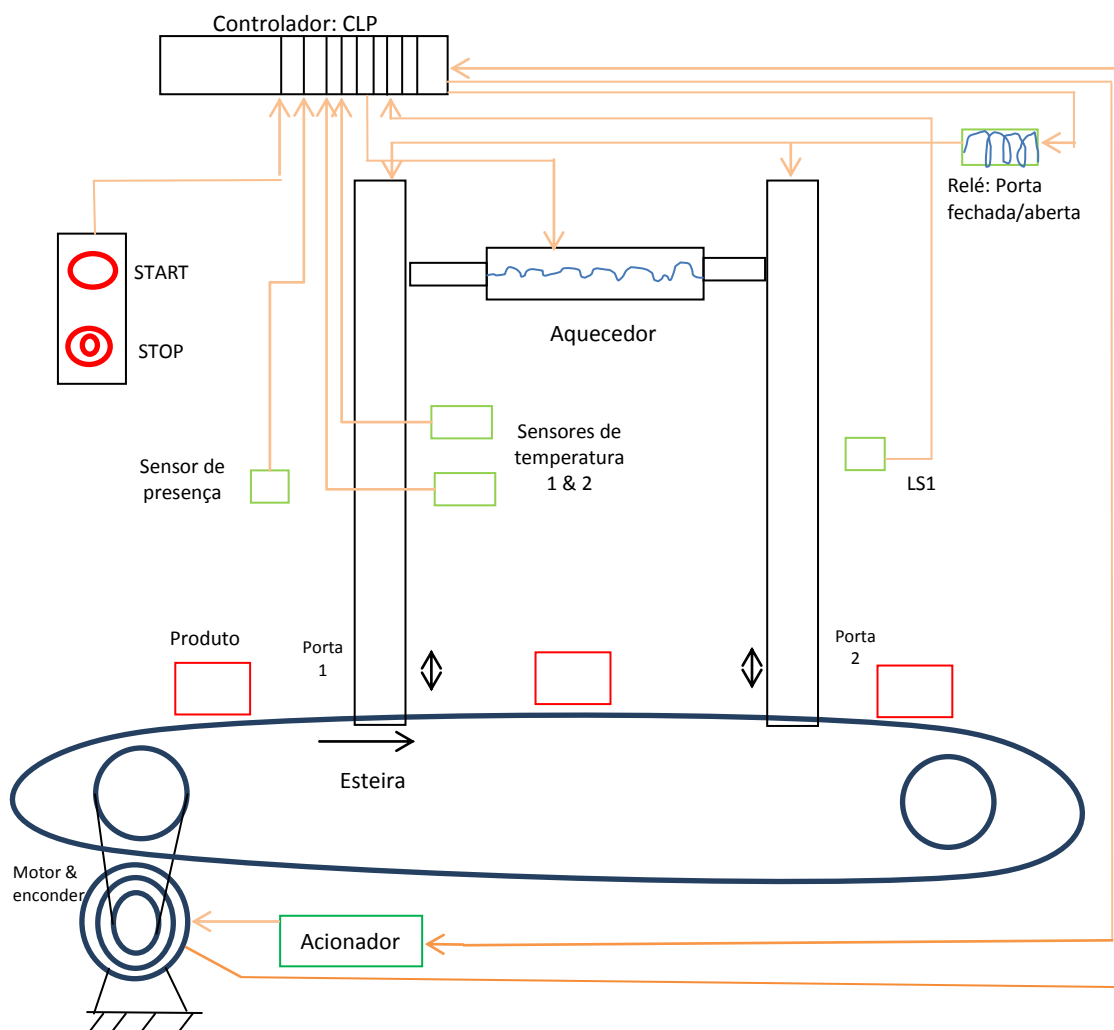 Controlador: CLP
Relé: Porta
fechada/aberta
START
STOP
Aquecedor
Sensor de
presença
Sensores de
temperatura
1 & 2
LS1
Produto
Porta
1
Porta
2
Esteira
Motor &
enconder
Acionador